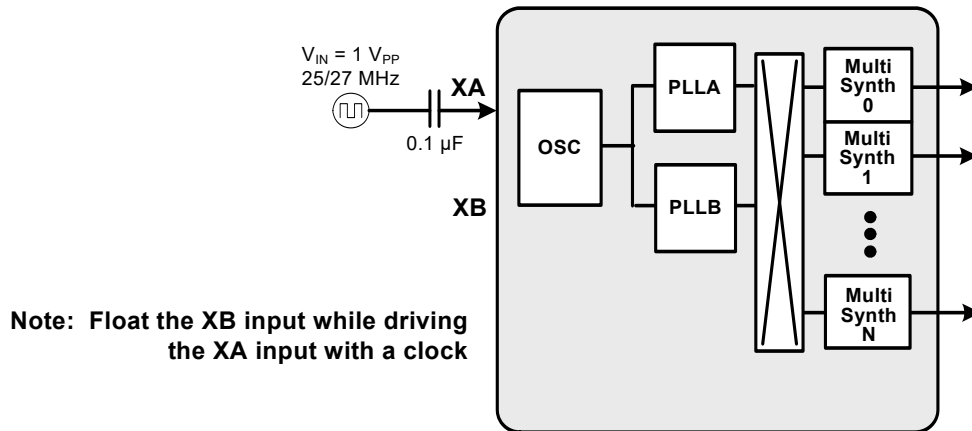 V_IN = 1 V_PP
25/27 MHz
XA
0.1 µF
XB
OSC
PLLA
PLLB
Multi
Synth
0
Multi
Synth
1
Multi
Synth
N
Note: Float the XB input while driving
the XA input with a clock